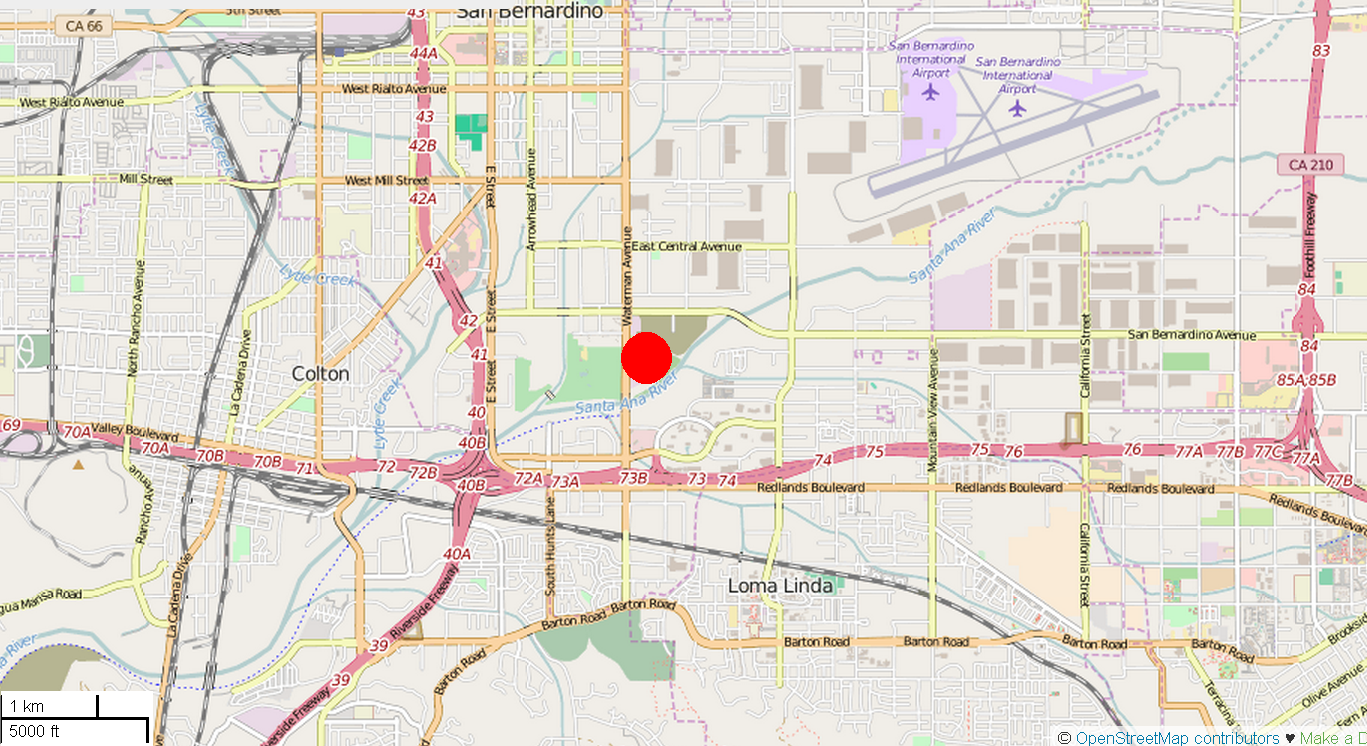 5th Street
43
San Bernardino
CA 66
44A
83
San Bernardino
International
Airport
San Bernardino
International
Airport
West Rialto Avenue
West Rialto Avenue
43
Lytle Creek
42B
CA 210
Mill Street
West Mill Street
E Street
Arrowhead Avenue
42A
Foothill Freeway
Waterman Avenue
East Central Avenue
Santa Ana River
41
Lytle Creek
North Rancho Avenue
84
E Street
42
California Street
San Bernardino Avenue
La Cadena Drive
84
41
E Street
Mountain View Avenue
Colton
85A;85B
Santa Ana River
Lytle Creek
40
69
70A
Valley Boulevard
70A
70B
70B
71
72
72B
40B
40B
72A
73A
73B
73
74
74
75
75
76
76
77A
77B
77C
77A
77B
Redlands Boulevard
Redlands Boulevard
Redlands Boulevard
Redlands Boulevard
Rancho Avenue
South Hunts Lane
California Street
40A
La Cadena Drive
Riverside Freeway
Loma Linda
gua Mansa Road
Barton Road
Barton Road
Barton Road
Barton Road
Barton Road
Barton Road
Barton Road
39
39
a River
Brookside
Olive Avenue
Terracina
Riverside Freeway
1 km
5000 ft
© OpenStreetMap contributors ♥ Make a D